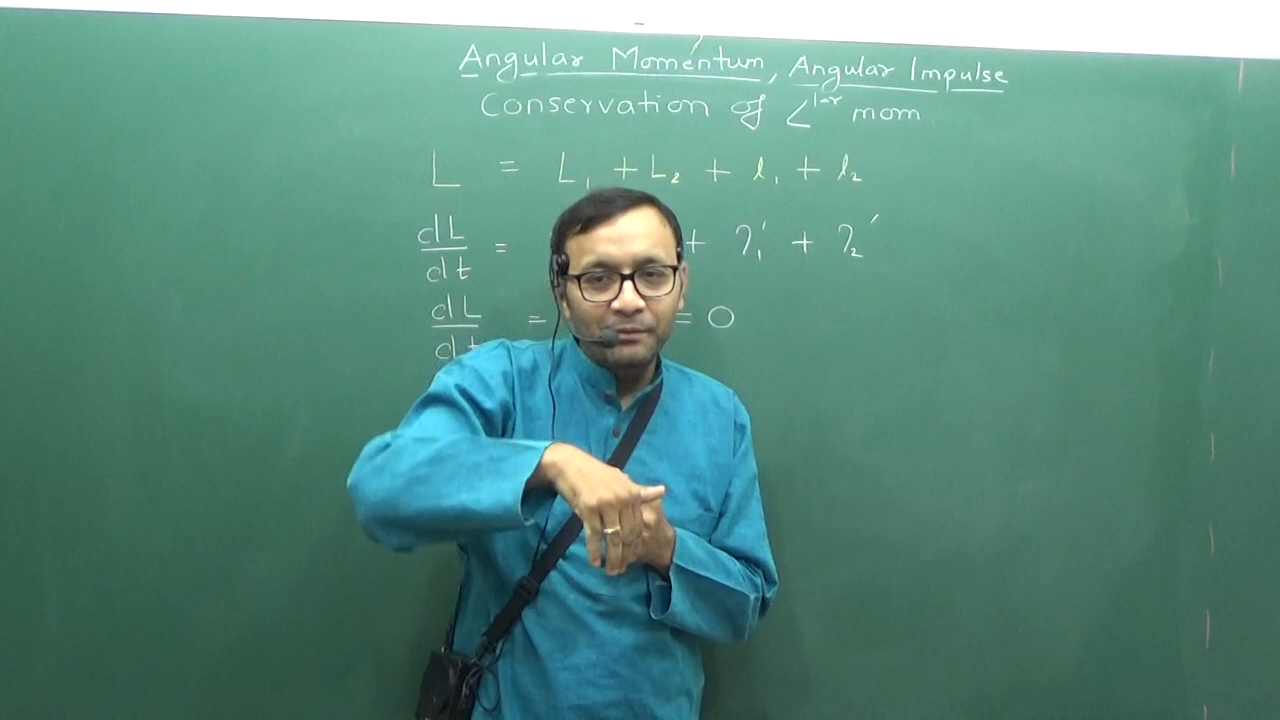 Angular Momentum, Angular Impulse
Conservation of ∠lar mom
L = L₁ + L₂ + l₁ + l₂
dL/dt = + τ₁′ + τ₂′
dL/dt = = 0